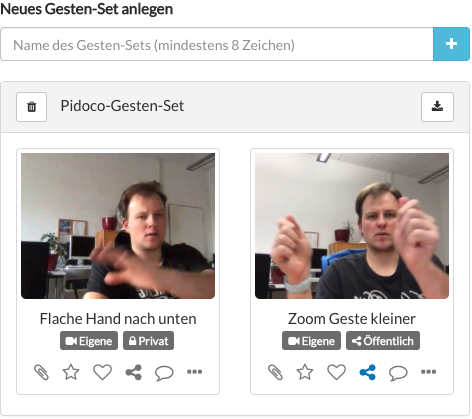 Neues Gesten-Set anlegen
Name des Gesten-Sets (mindestens 8 Zeichen)
Pidoco-Gesten-Set
Flache Hand nach unten
Eigene Privat
Zoom Geste kleiner
Eigene Öffentlich